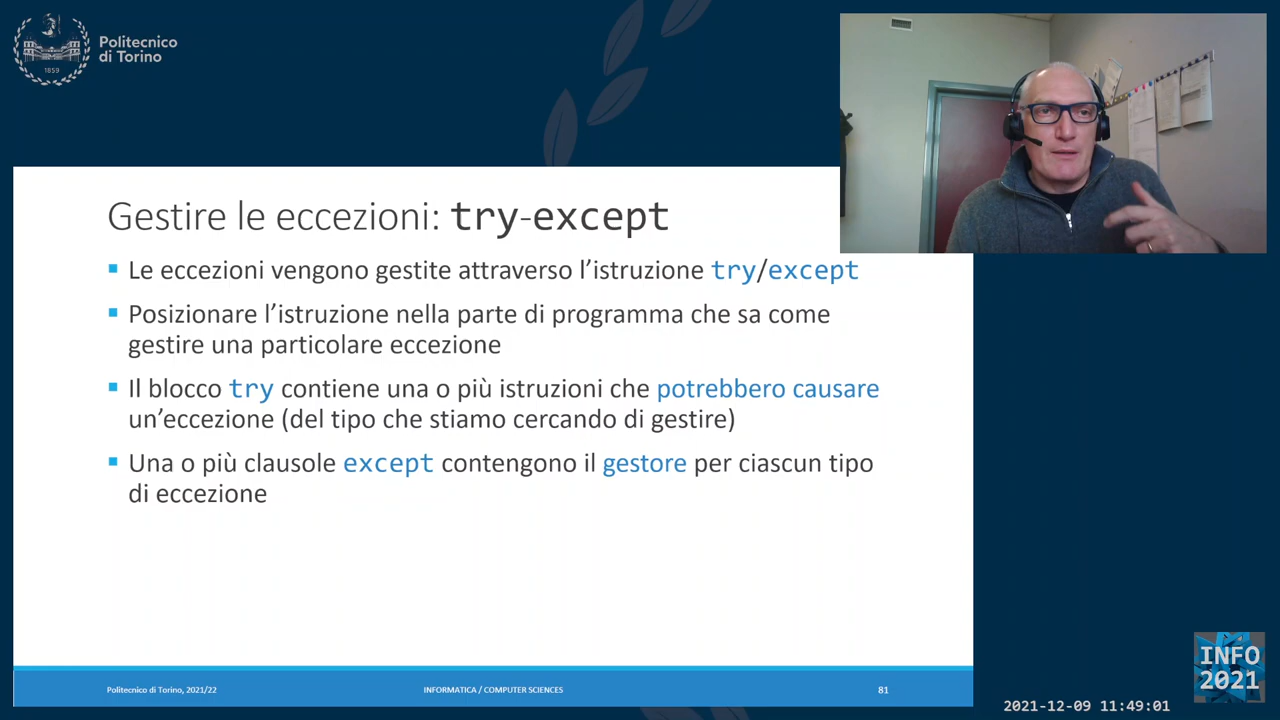 Politecnico
di Torino
1859
Gestire le eccezioni: try-except
▪ Le eccezioni vengono gestite attraverso l’istruzione try/except
▪ Posizionare l’istruzione nella parte di programma che sa come
gestire una particolare eccezione
▪ Il blocco try contiene una o più istruzioni che potrebbero causare
un’eccezione (del tipo che stiamo cercando di gestire)
▪ Una o più clausole except contengono il gestore per ciascun tipo
di eccezione
Politecnico di Torino, 2021/22
INFORMATICA / COMPUTER SCIENCES
81
INFO
2021
2021-12-09 11:49:01